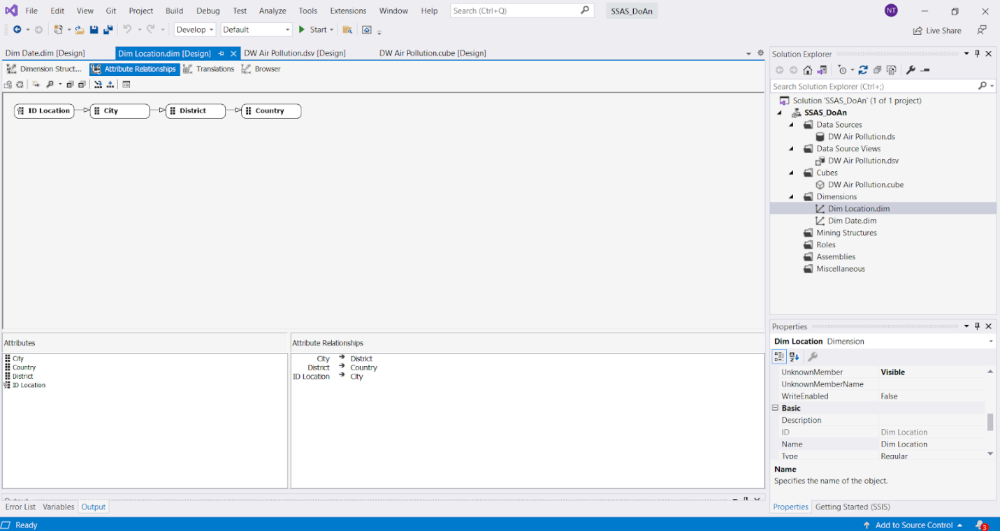 File Edit View Git Project Build Debug Test Analyze Tools Extensions Window Help Search (Ctrl+Q) SSAS_DoAn NT
Develop Default Start Live Share
Dim Date.dim [Design] Dim Location.dim [Design] DW Air Pollution.dsv [Design] DW Air Pollution.cube [Design]
Dimension Struct... Attribute Relationships Translations Browser
ID Location City District Country
Attributes
City
Country
District
ID Location
Attribute Relationships
City District
District Country
ID Location City
Output
Error List Variables Output
Solution Explorer
Search Solution Explorer (Ctrl+;)
Solution 'SSAS_DoAn' (1 of 1 project)
SSAS_DoAn
Data Sources
DW Air Pollution.ds
Data Source Views
DW Air Pollution.dsv
Cubes
DW Air Pollution.cube
Dimensions
Dim Location.dim
Dim Date.dim
Mining Structures
Roles
Assemblies
Miscellaneous
Properties
Dim Location Dimension
UnknownMember Visible
UnknownMemberName
WriteEnabled False
Basic
Description
ID Dim Location
Name Dim Location
Type Regular
Name
Specifies the name of the object.
Properties Getting Started (SSIS)
Ready Add to Source Control 3